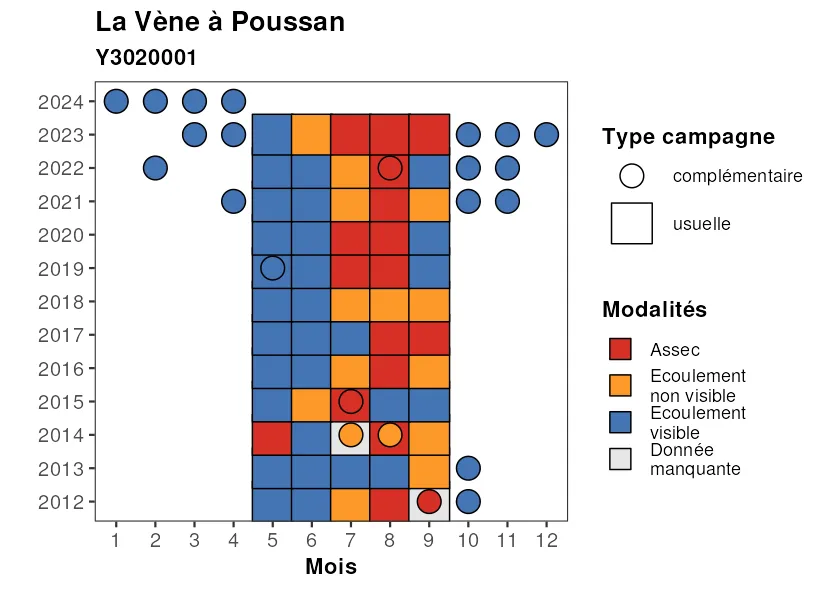 La Vène à Poussan
Y3020001
2024
2023
2022
2021
2020
2019
2018
2017
2016
2015
2014
2013
2012
1 2 3 4 5 6 7 8 9 10 11 12
Mois
Type campagne
complémentaire
usuelle
Modalités
Assec
Ecoulement
non visible
Ecoulement
visible
Donnée
manquante